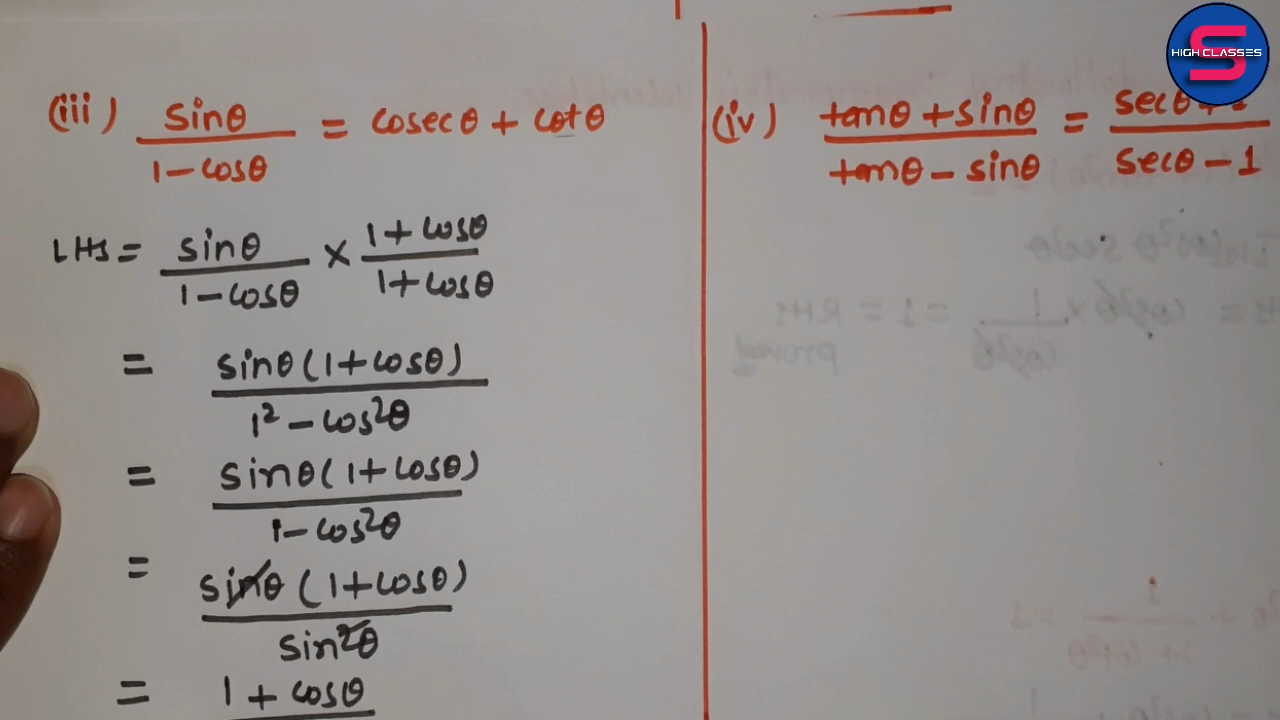 S
HIGH CLASSES
(iii) sinθ / 1 - cosθ = cosecθ + cotθ
LHS = sinθ / 1 - cosθ × 1 + cosθ / 1 + cosθ
= sinθ(1 + cosθ) / 1² - cos²θ
= sinθ(1 + cosθ) / 1 - cos²θ
= sinθ(1 + cosθ) / sin²θ
= 1 + cosθ
(iv) tanθ + sinθ / tanθ - sinθ = secθ + 1 / secθ - 1